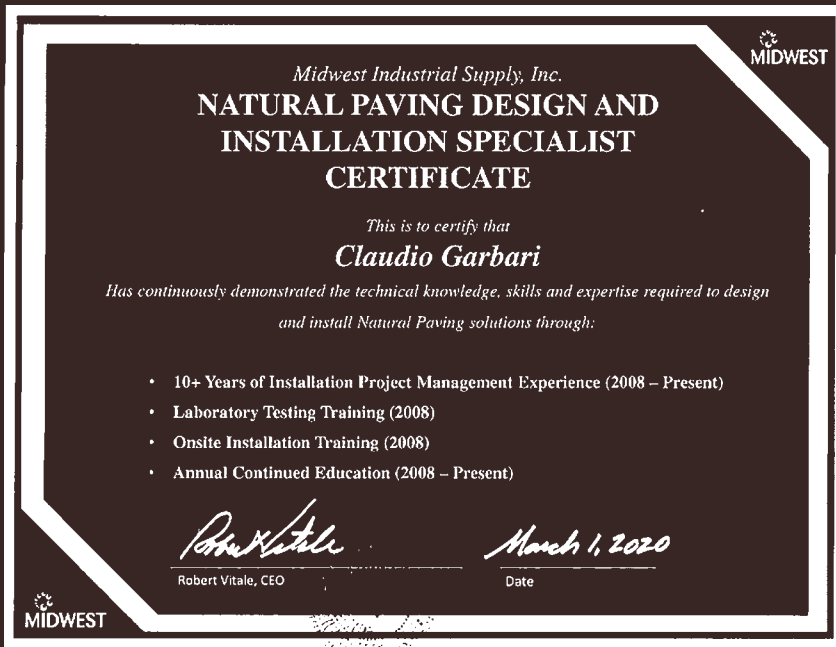 MIDWEST
Midwest Industrial Supply, Inc.
NATURAL PAVING DESIGN AND
INSTALLATION SPECIALIST
CERTIFICATE
This is to certify that
Claudio Garbari
Has continuously demonstrated the technical knowledge, skills and expertise required to design
and install Natural Paving solutions through:
• 10+ Years of Installation Project Management Experience (2008 – Present)
• Laboratory Testing Training (2008)
• Onsite Installation Training (2008)
• Annual Continued Education (2008 – Present)
Robert Vitale March 1, 2020
Robert Vitale, CEO Date
MIDWEST